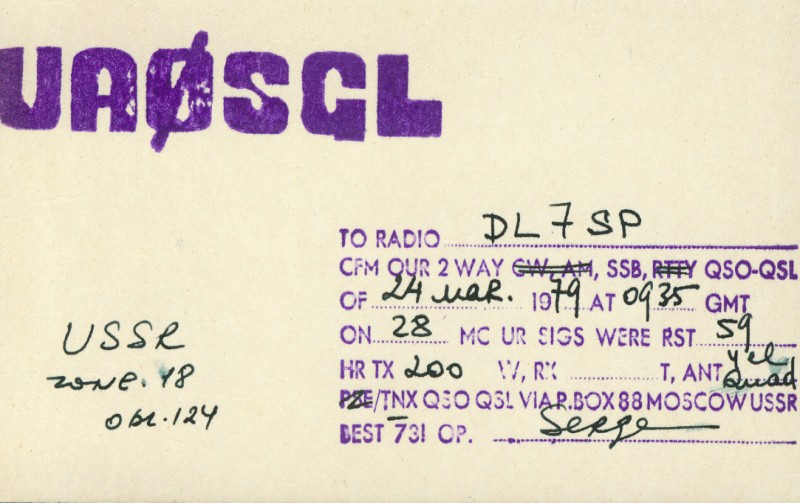 UAØSGL
TO RADIO DL7SP
CFM OUR 2 WAY CW, AM, SSB, RTTY QSO-QSL
OF 24 MAR. 1979 AT 0935 GMT
ON 28 MC UR SIGS WERE RST 59
HR TX 200 W, RX T, ANT yel Quad
PSE/TNX QSO QSL VIA P.BOX 88 MOSCOW USSR
BEST 73! OP. Serge
USSR
ZONE. 18
obl. 124